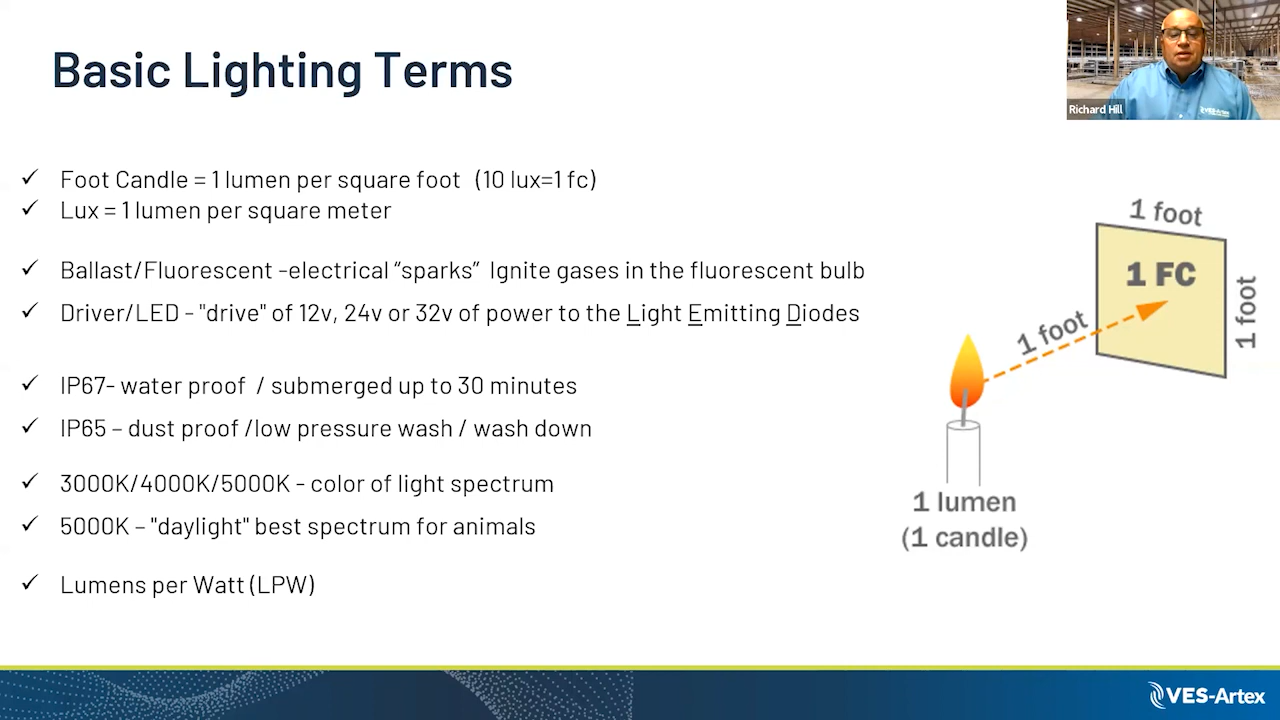 Basic Lighting Terms
Richard Hill
VES-Artex
✓ Foot Candle = 1 lumen per square foot (10 lux=1 fc)
✓ Lux = 1 lumen per square meter
✓ Ballast/Fluorescent -electrical “sparks” Ignite gases in the fluorescent bulb
✓ Driver/LED - "drive" of 12v, 24v or 32v of power to the Light Emitting Diodes
✓ IP67- water proof / submerged up to 30 minutes
✓ IP65 – dust proof /low pressure wash / wash down
✓ 3000K/4000K/5000K - color of light spectrum
✓ 5000K – "daylight" best spectrum for animals
✓ Lumens per Watt (LPW)
1 foot
1 FC
1 foot
1 foot
1 lumen
(1 candle)
VES-Artex